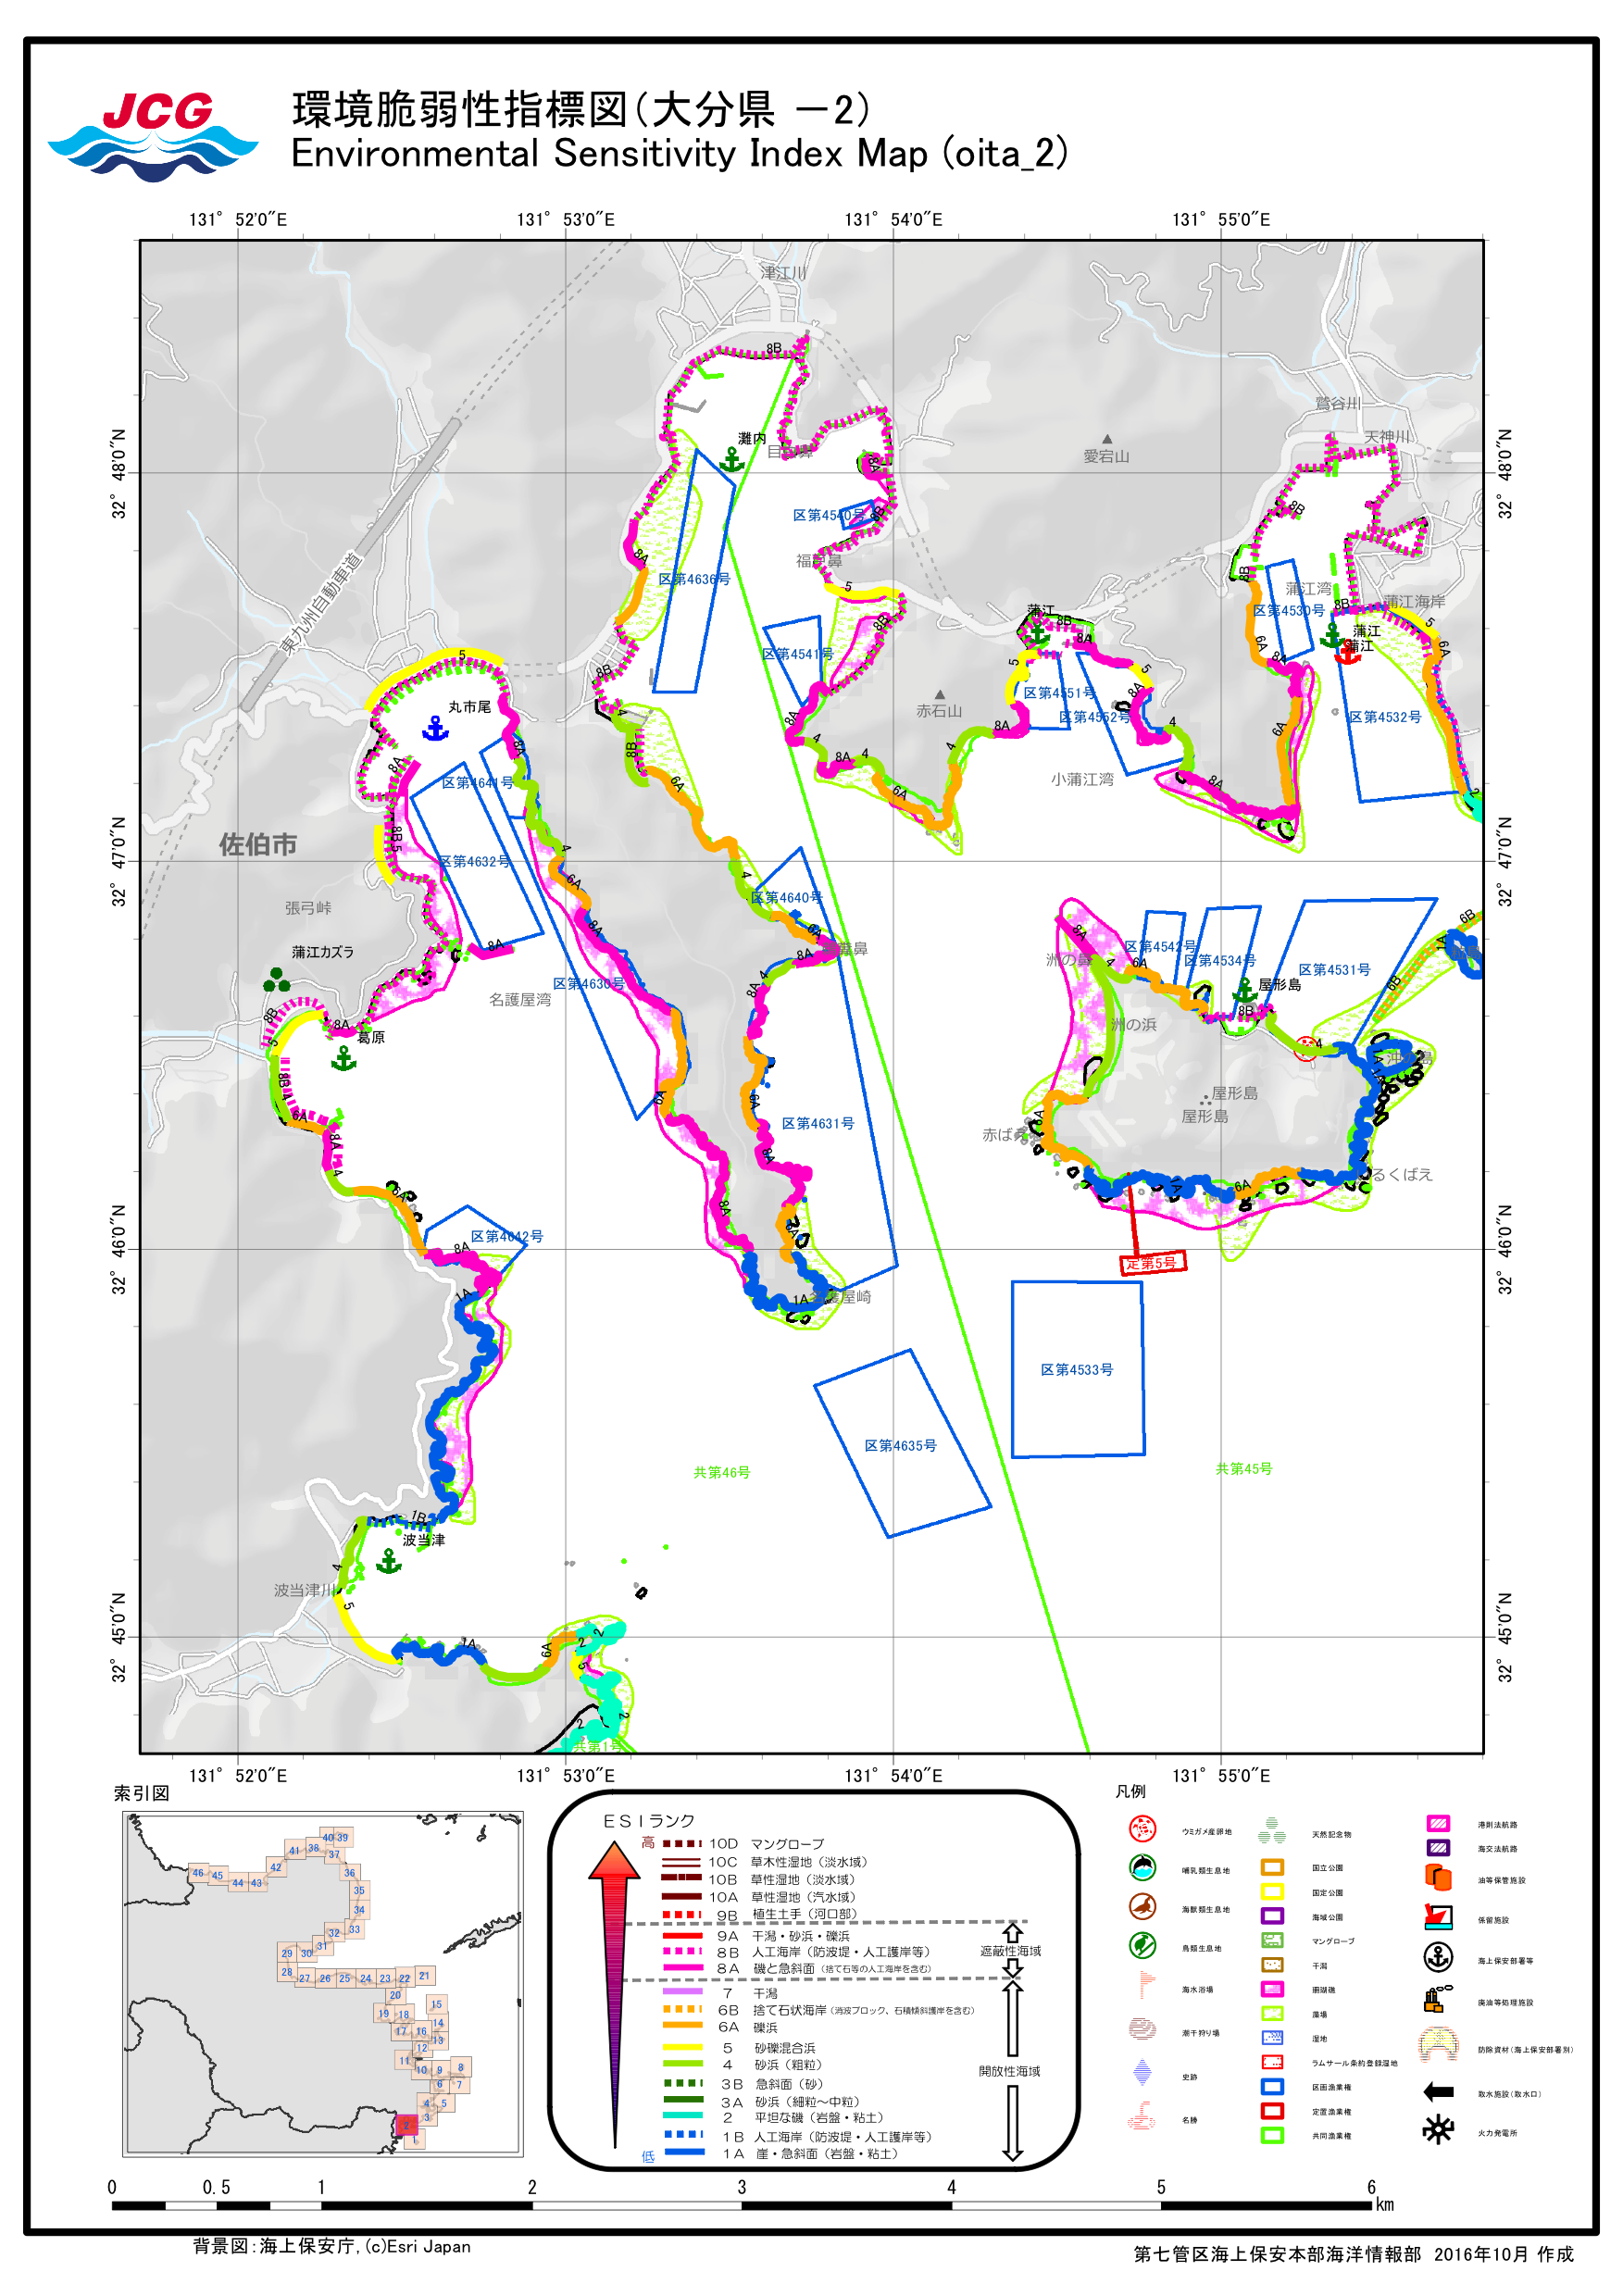 JCG
環境脆弱性指標図(大分県 －2)
Environmental Sensitivity Index Map (oita_2)
131° 52'0"E
131° 53'0"E
131° 54'0"E
131° 55'0"E
32° 48'0"N
32° 47'0"N
32° 46'0"N
32° 45'0"N
32° 48'0"N
32° 47'0"N
32° 46'0"N
32° 45'0"N
津江川
鷲谷川
天神川
灘内
愛宕山
東九州自動車道
区第4540号
区第4636号
蒲江湾
区第4530号
蒲江海岸
蒲江
蒲江
蒲江
区第4541号
丸市尾
赤石山
区第4551号
区第4552号
区第4532号
小蒲江湾
区第4641号
佐伯市
区第4632号
張弓峠
区第4640号
蒲江カズラ
名護屋湾
区第4630号
洲の鼻
区第4542号
区第4534号
区第4531号
屋形島
葛原
洲の浜
区第4631号
屋形島
屋形島
区第4642号
定第5号
名護屋崎
区第4533号
区第4635号
共第46号
共第45号
波当津
波当津川
共第1号
131° 52'0"E
131° 53'0"E
131° 54'0"E
131° 55'0"E
索引図
ESIランク
高
10D マングローブ
10C 草木性湿地(淡水域)
10B 草性湿地(淡水域)
10A 草性湿地(汽水域)
9B 植生土手(河口部)
9A 干潟・砂浜・礫浜
8B 人工海岸(防波堤・人工護岸等)
8A 磯と急斜面(捨て石等の人工海岸を含む)
7 干潟
6B 捨て石状海岸(消波ブロック、石積傾斜護岸を含む)
6A 礫浜
5 砂礫混合浜
4 砂浜(粗粒)
3B 急斜面(砂)
3A 砂浜(細粒～中粒)
2 平坦な磯(岩盤・粘土)
1B 人工海岸(防波堤・人工護岸等)
1A 崖・急斜面(岩盤・粘土)
低
遮蔽性海域
開放性海域
凡例
ウミガメ産卵地
哺乳類生息地
海獣類生息地
鳥類生息地
海水浴場
潮干狩り場
史跡
名勝
天然記念物
国立公園
国定公園
海域公園
マングローブ
干潟
珊瑚礁
藻場
湿地
ラムサール条約登録湿地
区画漁業権
定置漁業権
共同漁業権
港則法航路
海交法航路
油等保管施設
保留施設
海上保安部署等
廃油等処理施設
防除資材(海上保安部署別)
取水施設(取水口)
火力発電所
0 0.5 1 2 3 4 5 6 km
背景図:海上保安庁,(c)Esri Japan
第七管区海上保安本部海洋情報部 2016年10月 作成